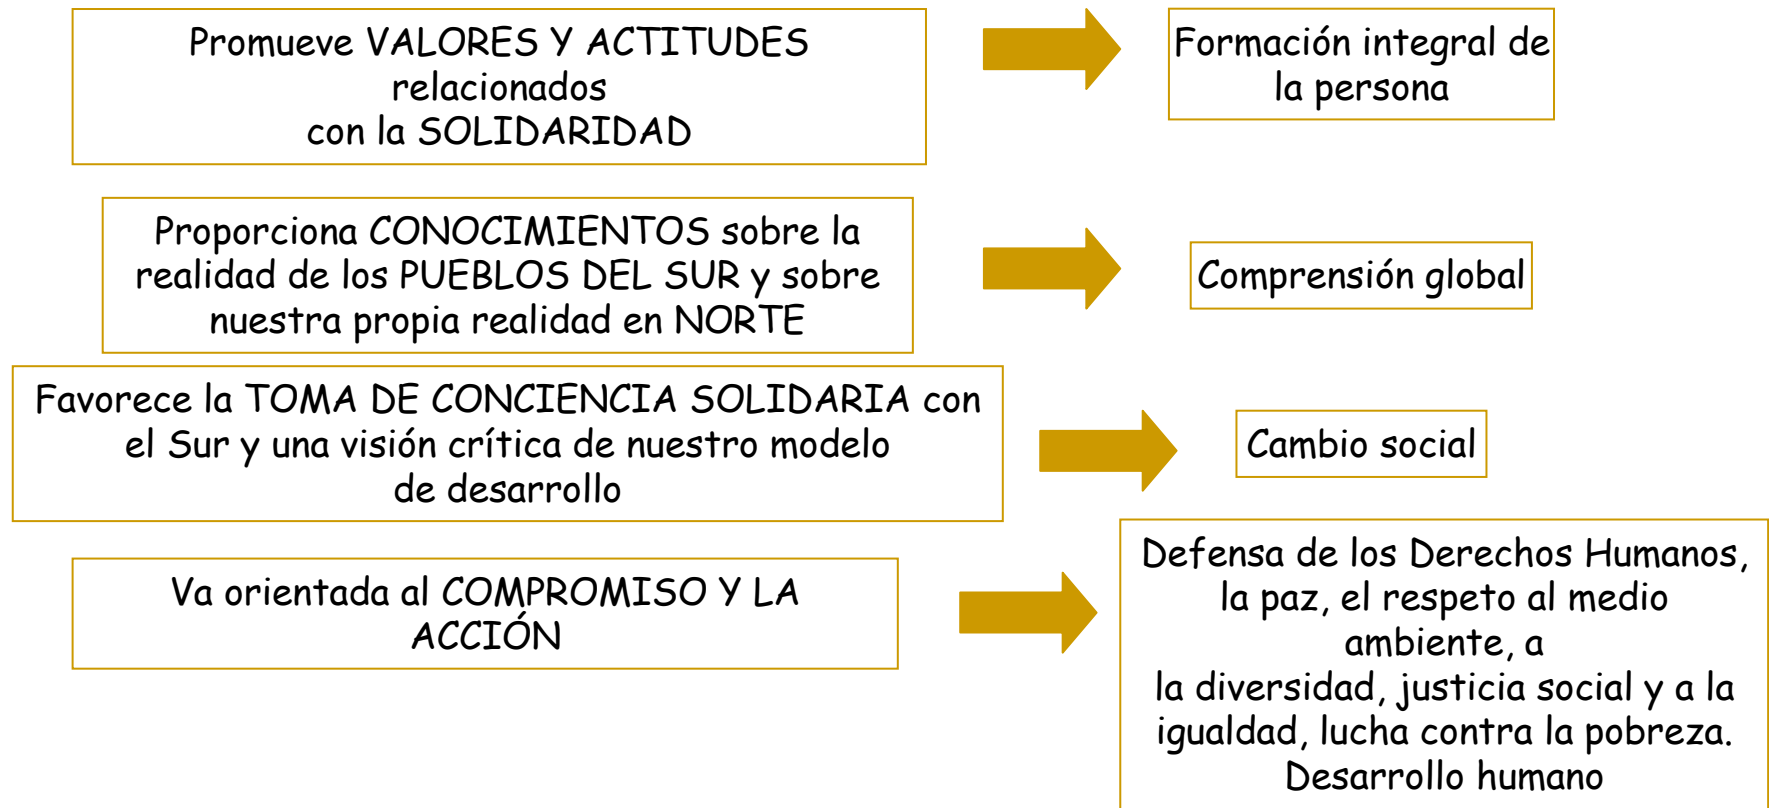 Promueve VALORES Y ACTITUDES
relacionados
con la SOLIDARIDAD
Formación integral de
la persona
Proporciona CONOCIMIENTOS sobre la
realidad de los PUEBLOS DEL SUR y sobre
nuestra propia realidad en NORTE
Comprensión global
Favorece la TOMA DE CONCIENCIA SOLIDARIA con
el Sur y una visión crítica de nuestro modelo
de desarrollo
Cambio social
Va orientada al COMPROMISO Y LA
ACCIÓN
Defensa de los Derechos Humanos,
la paz, el respeto al medio
ambiente, a
la diversidad, justicia social y a la
igualdad, lucha contra la pobreza.
Desarrollo humano